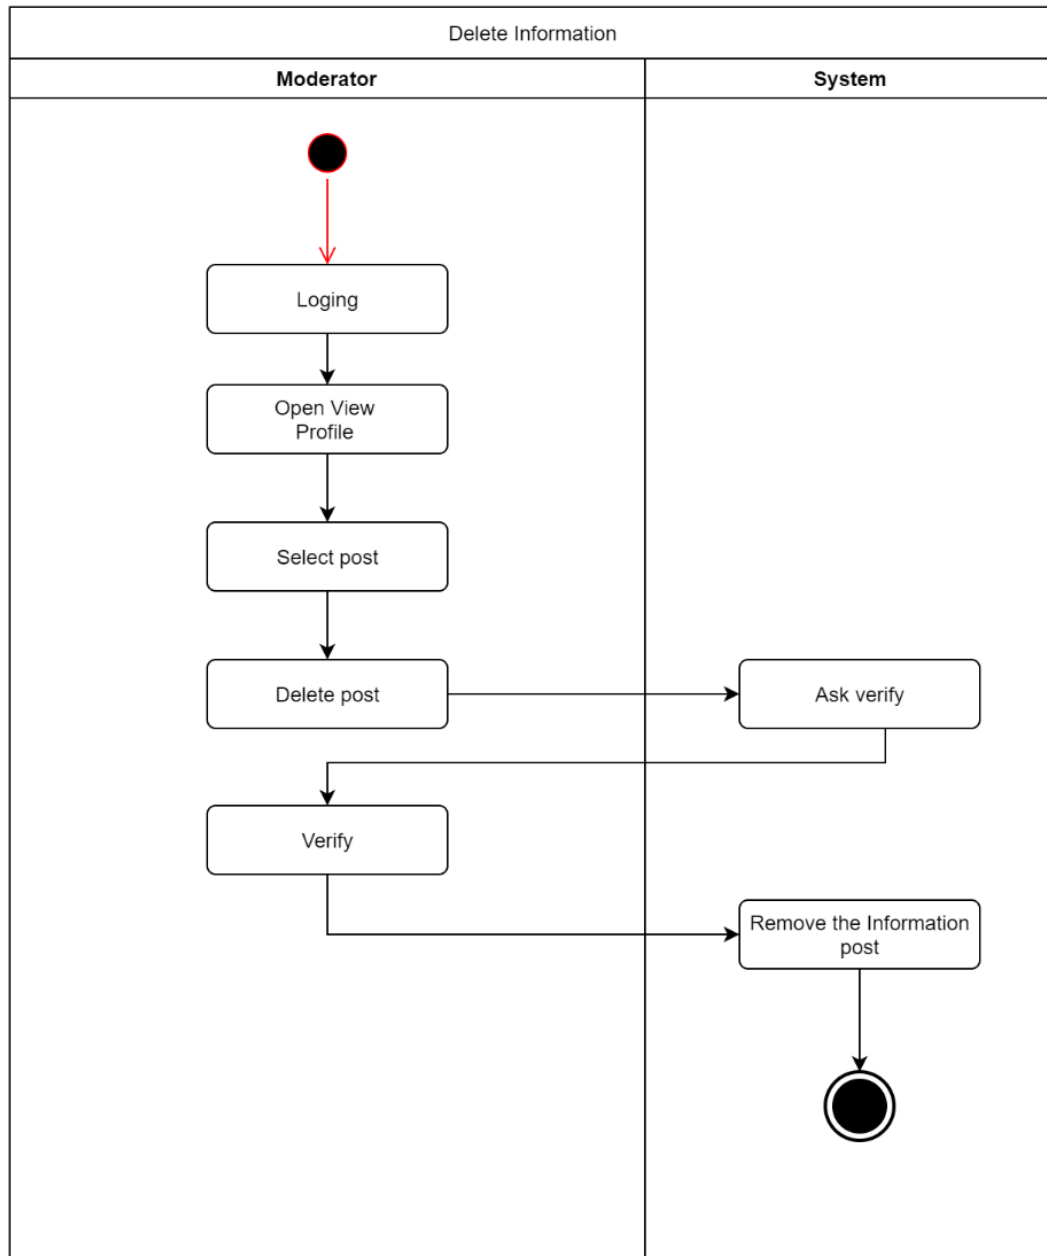 Delete Information
Moderator
System
Loging
Open View
Profile
Select post
Delete post
Ask verify
Verify
Remove the Information
post